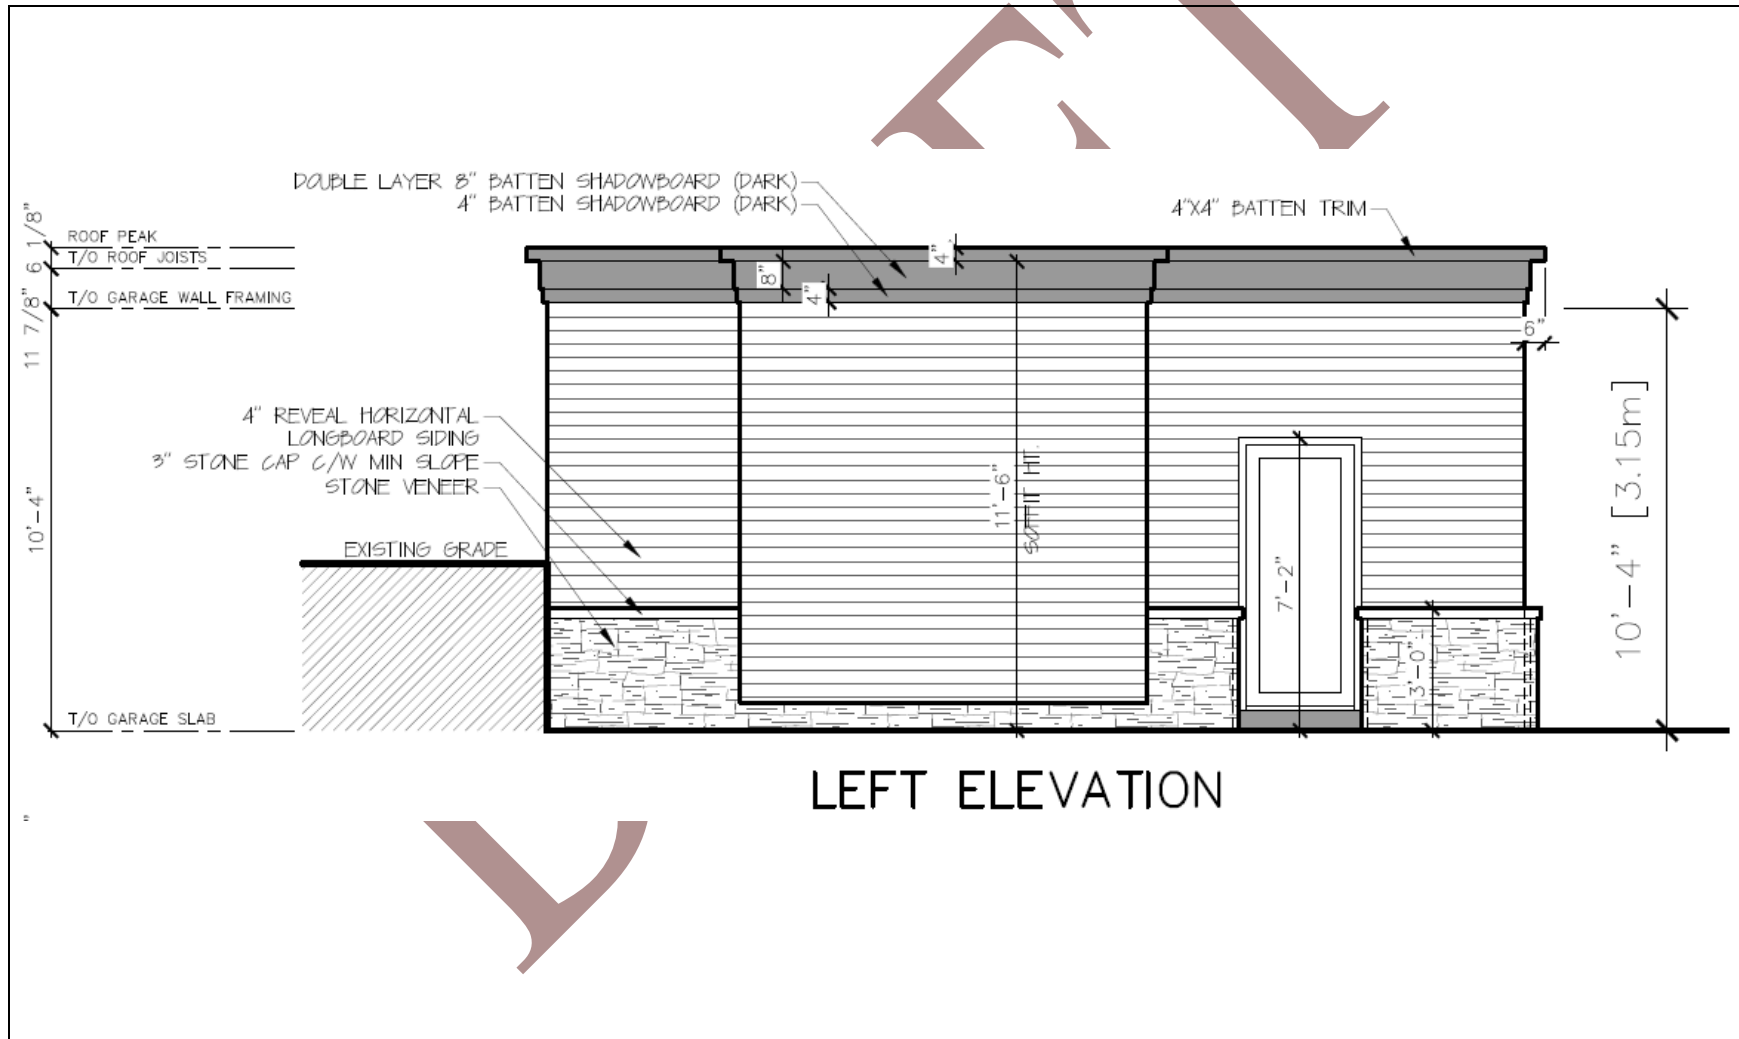 DOUBLE LAYER 8" BATTEN SHADOWBOARD (DARK)
4" BATTEN SHADOWBOARD (DARK)
4"X4" BATTEN TRIM
ROOF PEAK
T/O ROOF JOISTS
T/O GARAGE WALL FRAMING
6 1/8"
11 7/8"
10'-4"
4"
8"
4"
6"
4" REVEAL HORIZONTAL
LONGBOARD SIDING
3" STONE CAP C/W MIN SLOPE
STONE VENEER
EXISTING GRADE
11'-6"
SOFFIT HT.
7'-2"
3'-0"
10'-4" [3.15m]
T/O GARAGE SLAB
LEFT ELEVATION